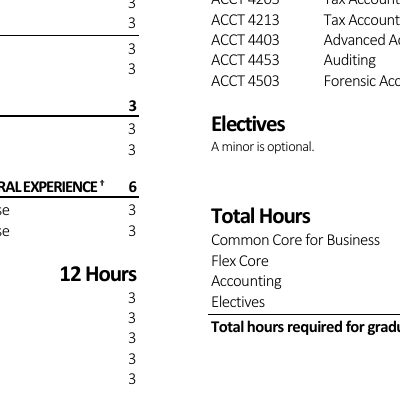 3
3
3
3
3
3
3
RAL EXPERIENCE † 6
se 3
se 3
12 Hours
3
3
3
3
3
ACCT 4203
ACCT 4213 Tax Account
ACCT 4403 Advanced Ac
ACCT 4453 Auditing
ACCT 4503 Forensic Acc
Electives
A minor is optional.
Total Hours
Common Core for Business
Flex Core
Accounting
Electives
Total hours required for gradu